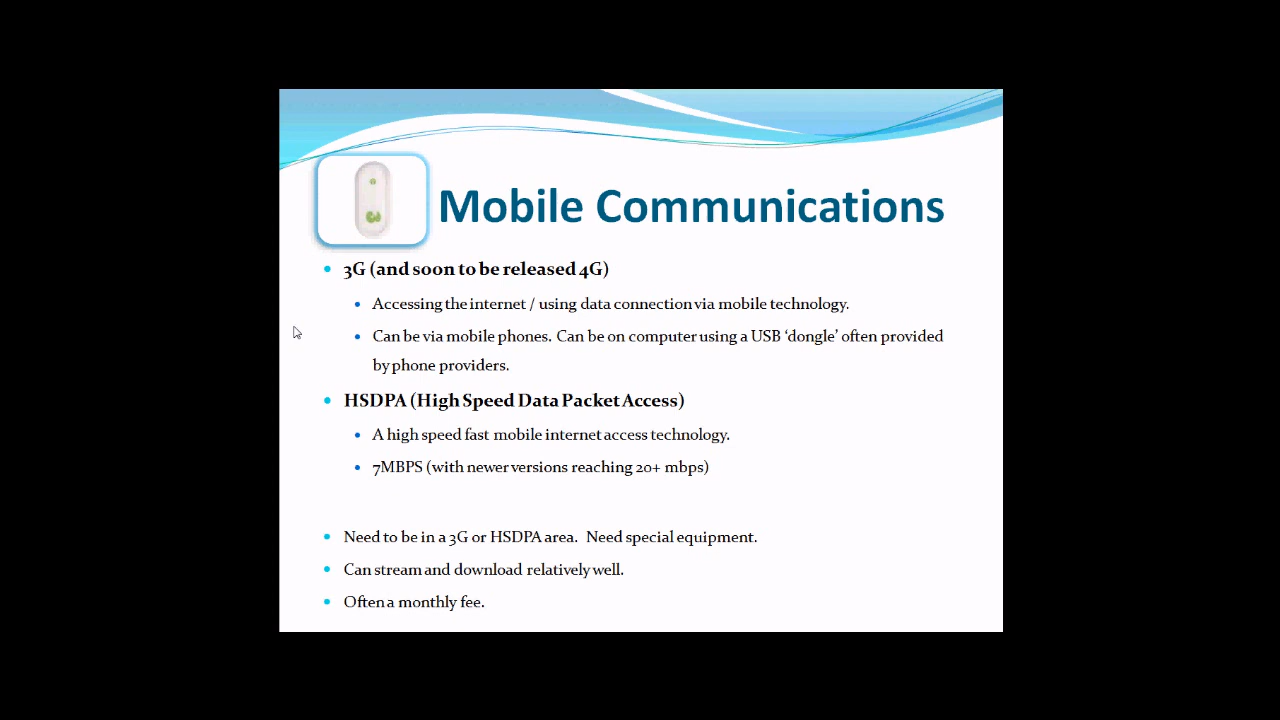 Mobile Communications
3G (and soon to be released 4G)
Accessing the internet / using data connection via mobile technology.
Can be via mobile phones. Can be on computer using a USB ‘dongle’ often provided
by phone providers.
HSDPA (High Speed Data Packet Access)
A high speed fast mobile internet access technology.
7MBPS (with newer versions reaching 20+ mbps)
Need to be in a 3G or HSDPA area. Need special equipment.
Can stream and download relatively well.
Often a monthly fee.